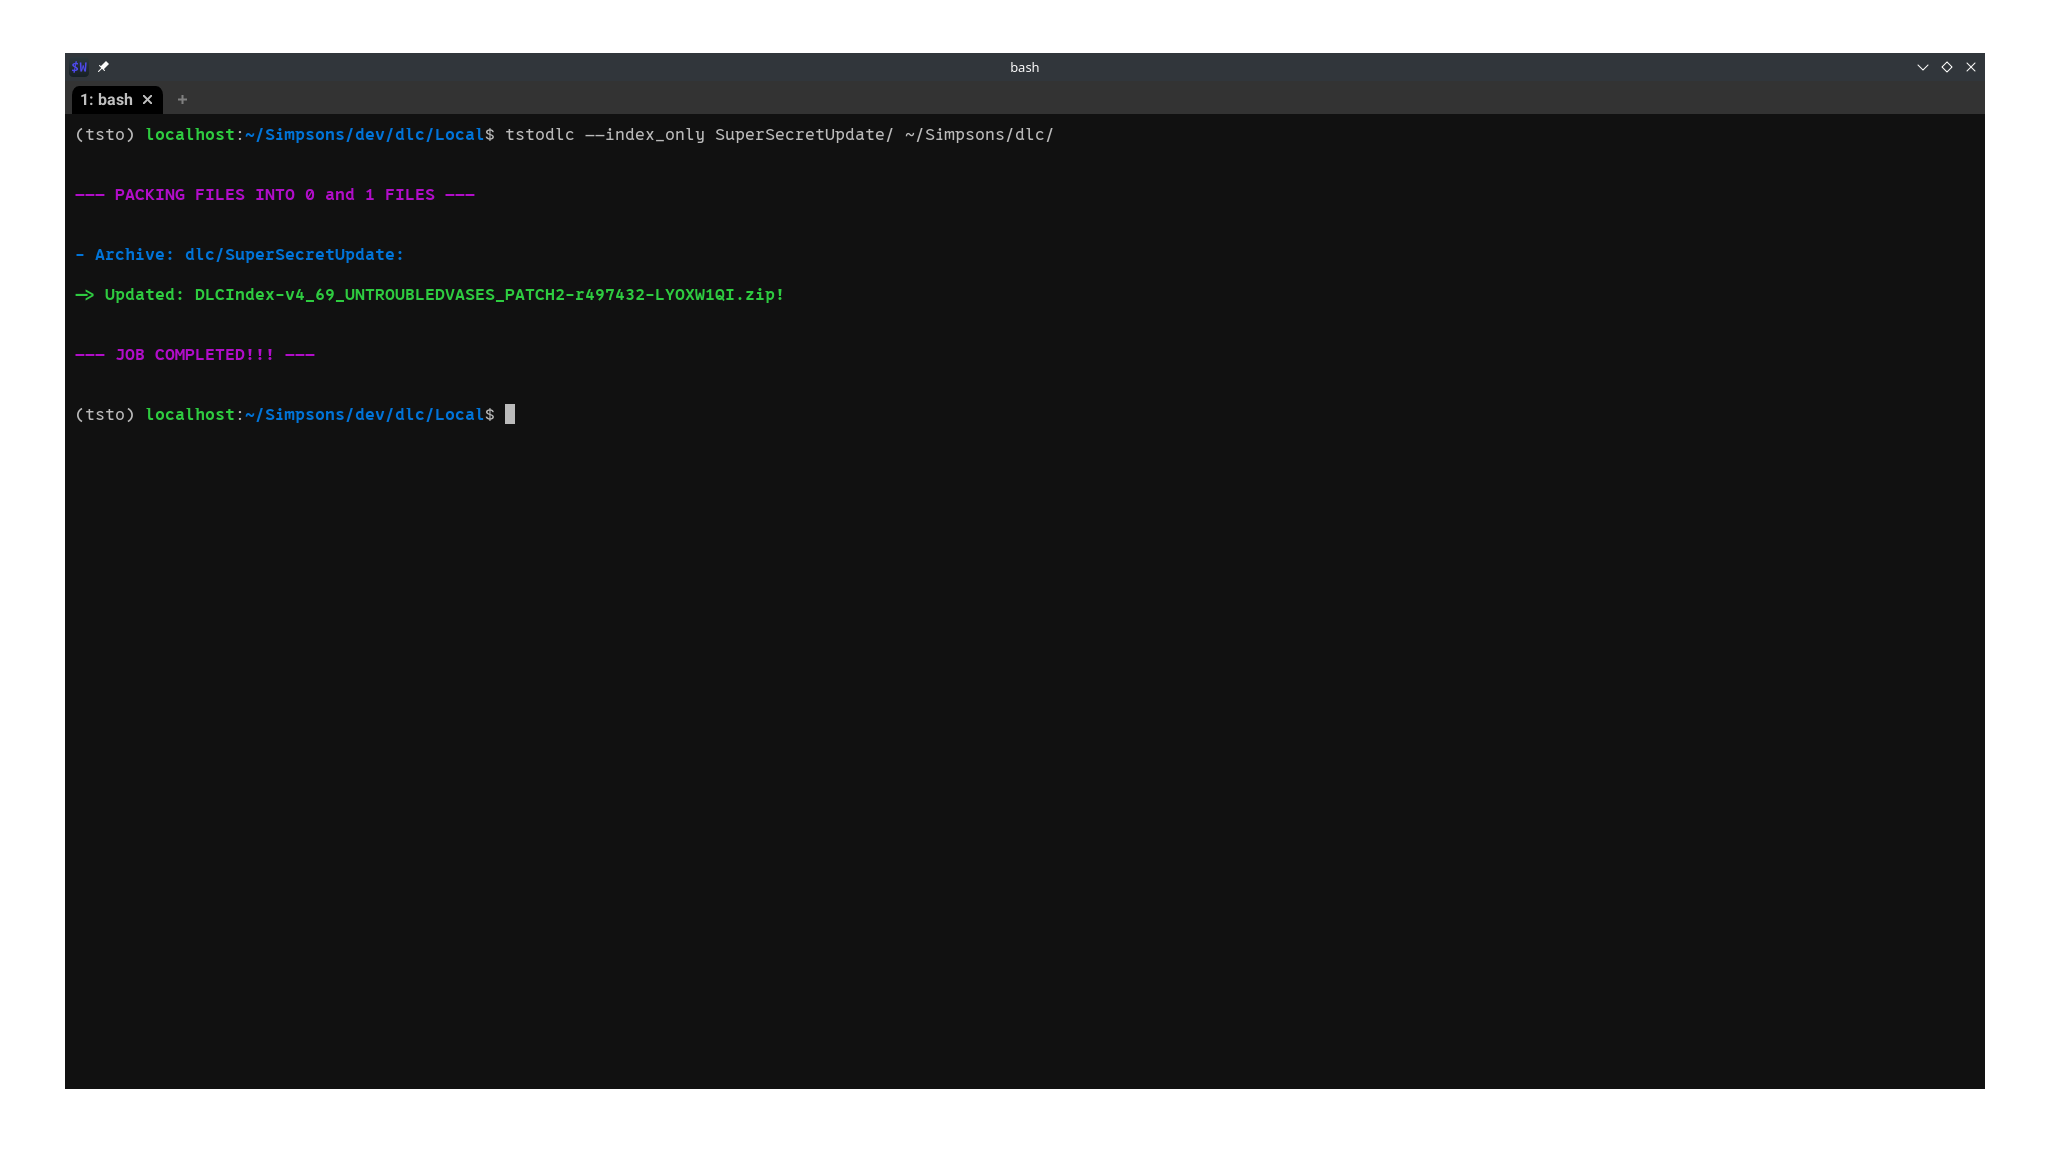 $W
bash
1: bash ✕ +
(tsto) localhost:~/Simpsons/dev/dlc/Local$ tstodlc --index_only SuperSecretUpdate/ ~/Simpsons/dlc/
--- PACKING FILES INTO 0 and 1 FILES ---
- Archive: dlc/SuperSecretUpdate:
-> Updated: DLCIndex-v4_69_UNTROUBLEDVASES_PATCH2-r497432-LYOXW1QI.zip!
--- JOB COMPLETED!!! ---
(tsto) localhost:~/Simpsons/dev/dlc/Local$